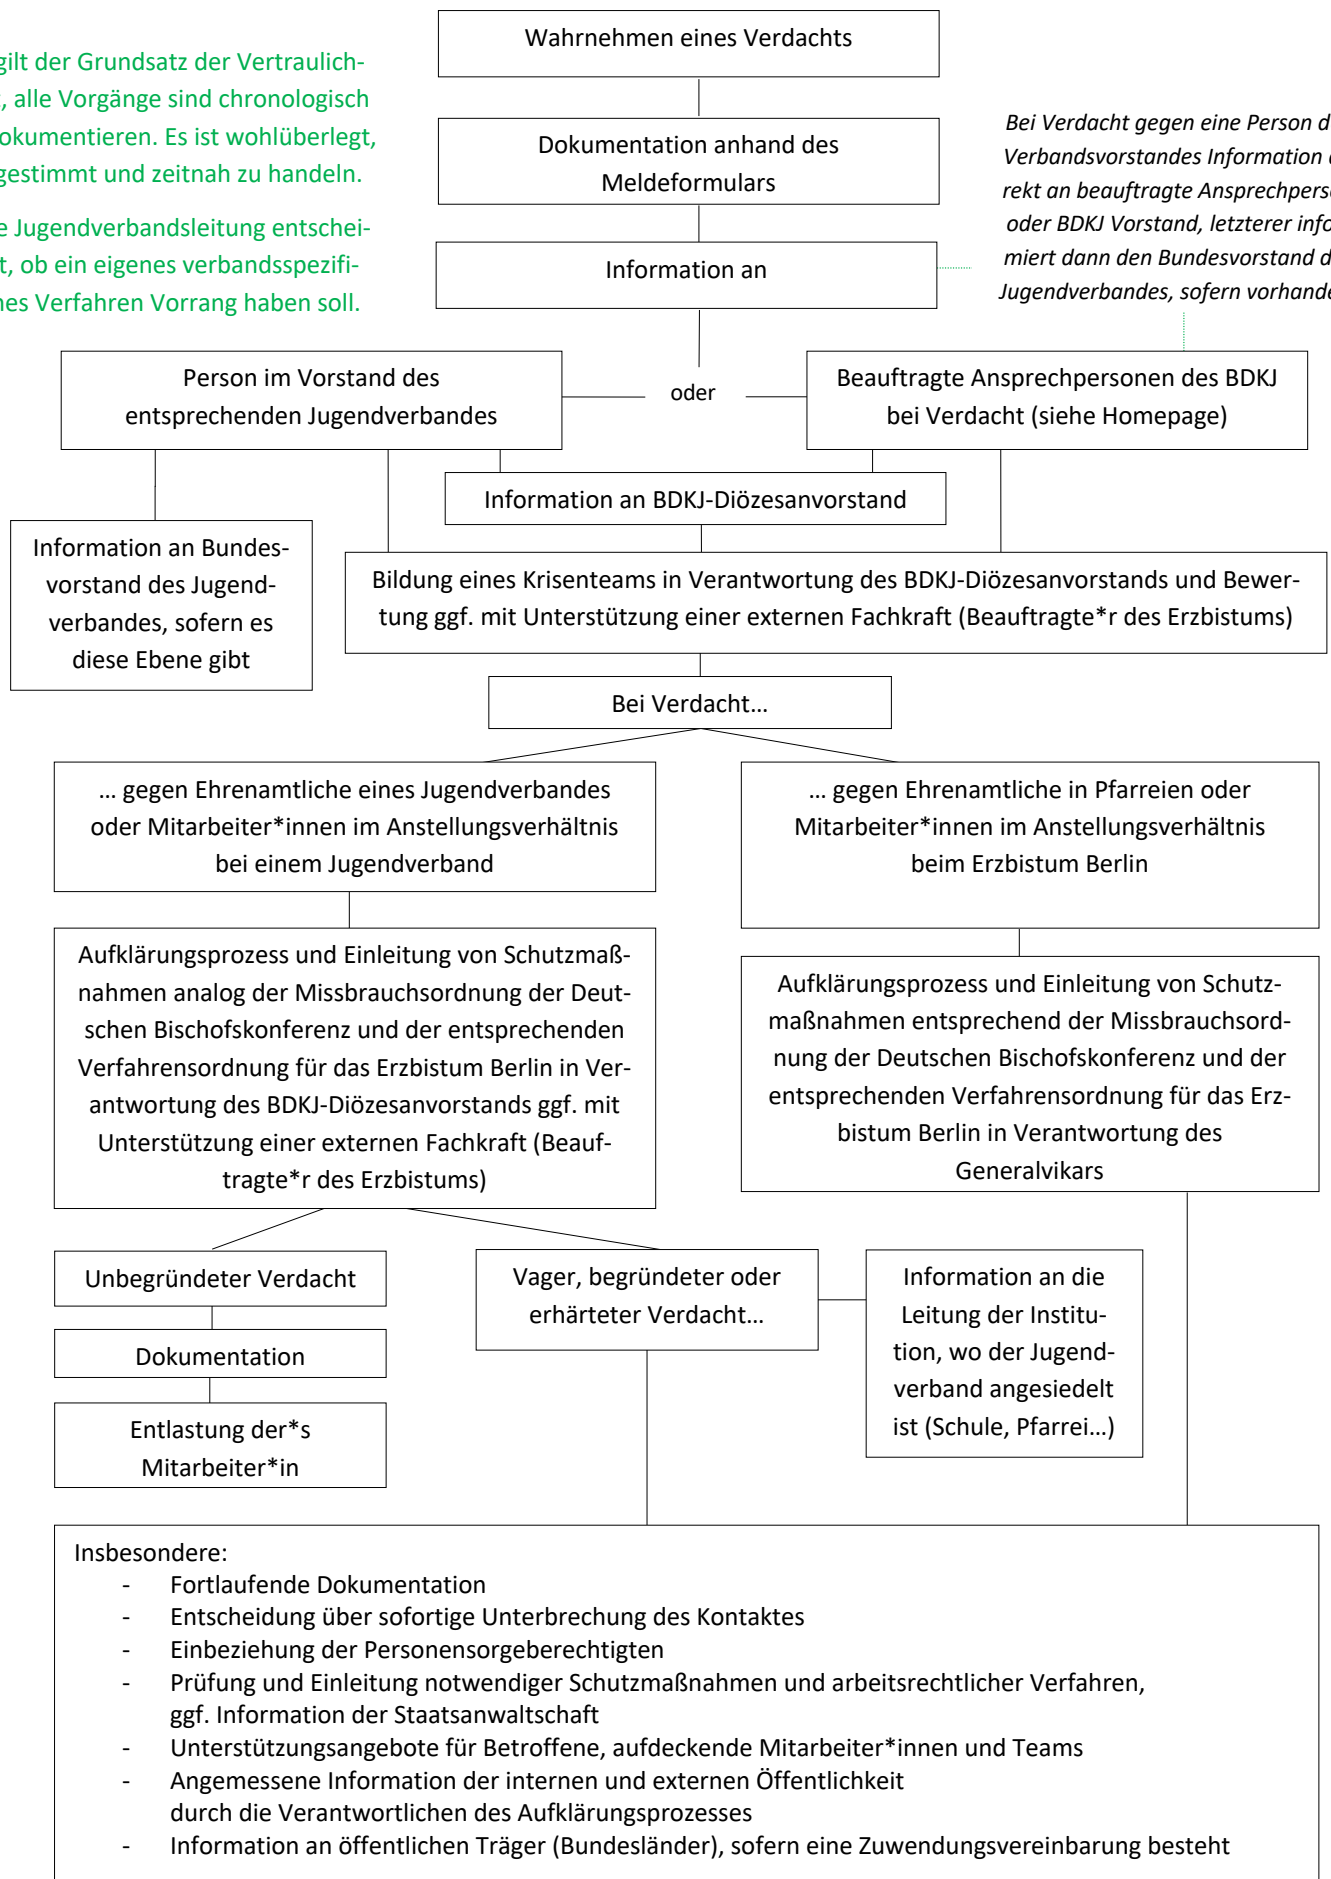 Wahrnehmen eines Verdachts
gilt der Grundsatz der Vertraulich-
, alle Vorgänge sind chronologisch
okumentieren. Es ist wohlüberlegt,
gestimmt und zeitnah zu handeln.
e Jugendverbandsleitung entschei-
t, ob ein eigenes verbandsspezifi-
nes Verfahren Vorrang haben soll.
Dokumentation anhand des
Meldeformulars
Bei Verdacht gegen eine Person d
Verbandsvorstandes Information
rekt an beauftragte Ansprechpers
oder BDKJ Vorstand, letzterer info
miert dann den Bundesvorstand d
Jugendverbandes, sofern vorhande
Information an
Person im Vorstand des
entsprechenden Jugendverbandes
oder
Beauftragte Ansprechpersonen des BDKJ
bei Verdacht (siehe Homepage)
Information an BDKJ-Diözesanvorstand
Information an Bundes-
vorstand des Jugend-
verbandes, sofern es
diese Ebene gibt
Bildung eines Krisenteams in Verantwortung des BDKJ-Diözesanvorstands und Bewer-
tung ggf. mit Unterstützung einer externen Fachkraft (Beauftragte*r des Erzbistums)
Bei Verdacht…
… gegen Ehrenamtliche eines Jugendverbandes
oder Mitarbeiter*innen im Anstellungsverhältnis
bei einem Jugendverband
… gegen Ehrenamtliche in Pfarreien oder
Mitarbeiter*innen im Anstellungsverhältnis
beim Erzbistum Berlin
Aufklärungsprozess und Einleitung von Schutzmaß-
nahmen analog der Missbrauchsordnung der Deut-
schen Bischofskonferenz und der entsprechenden
Verfahrensordnung für das Erzbistum Berlin in Ver-
antwortung des BDKJ-Diözesanvorstands ggf. mit
Unterstützung einer externen Fachkraft (Beauf-
tragte*r des Erzbistums)
Aufklärungsprozess und Einleitung von Schutz-
maßnahmen entsprechend der Missbrauchsord-
nung der Deutschen Bischofskonferenz und der
entsprechenden Verfahrensordnung für das Erz-
bistum Berlin in Verantwortung des
Generalvikars
Unbegründeter Verdacht
Dokumentation
Entlastung der*s
Mitarbeiter*in
Vager, begründeter oder
erhärteter Verdacht…
Information an die
Leitung der Institu-
tion, wo der Jugend-
verband angesiedelt
ist (Schule, Pfarrei…)
Insbesondere:
- Fortlaufende Dokumentation
- Entscheidung über sofortige Unterbrechung des Kontaktes
- Einbeziehung der Personensorgeberechtigten
- Prüfung und Einleitung notwendiger Schutzmaßnahmen und arbeitsrechtlicher Verfahren,
ggf. Information der Staatsanwaltschaft
- Unterstützungsangebote für Betroffene, aufdeckende Mitarbeiter*innen und Teams
- Angemessene Information der internen und externen Öffentlichkeit
durch die Verantwortlichen des Aufklärungsprozesses
- Information an öffentlichen Träger (Bundesländer), sofern eine Zuwendungsvereinbarung besteht